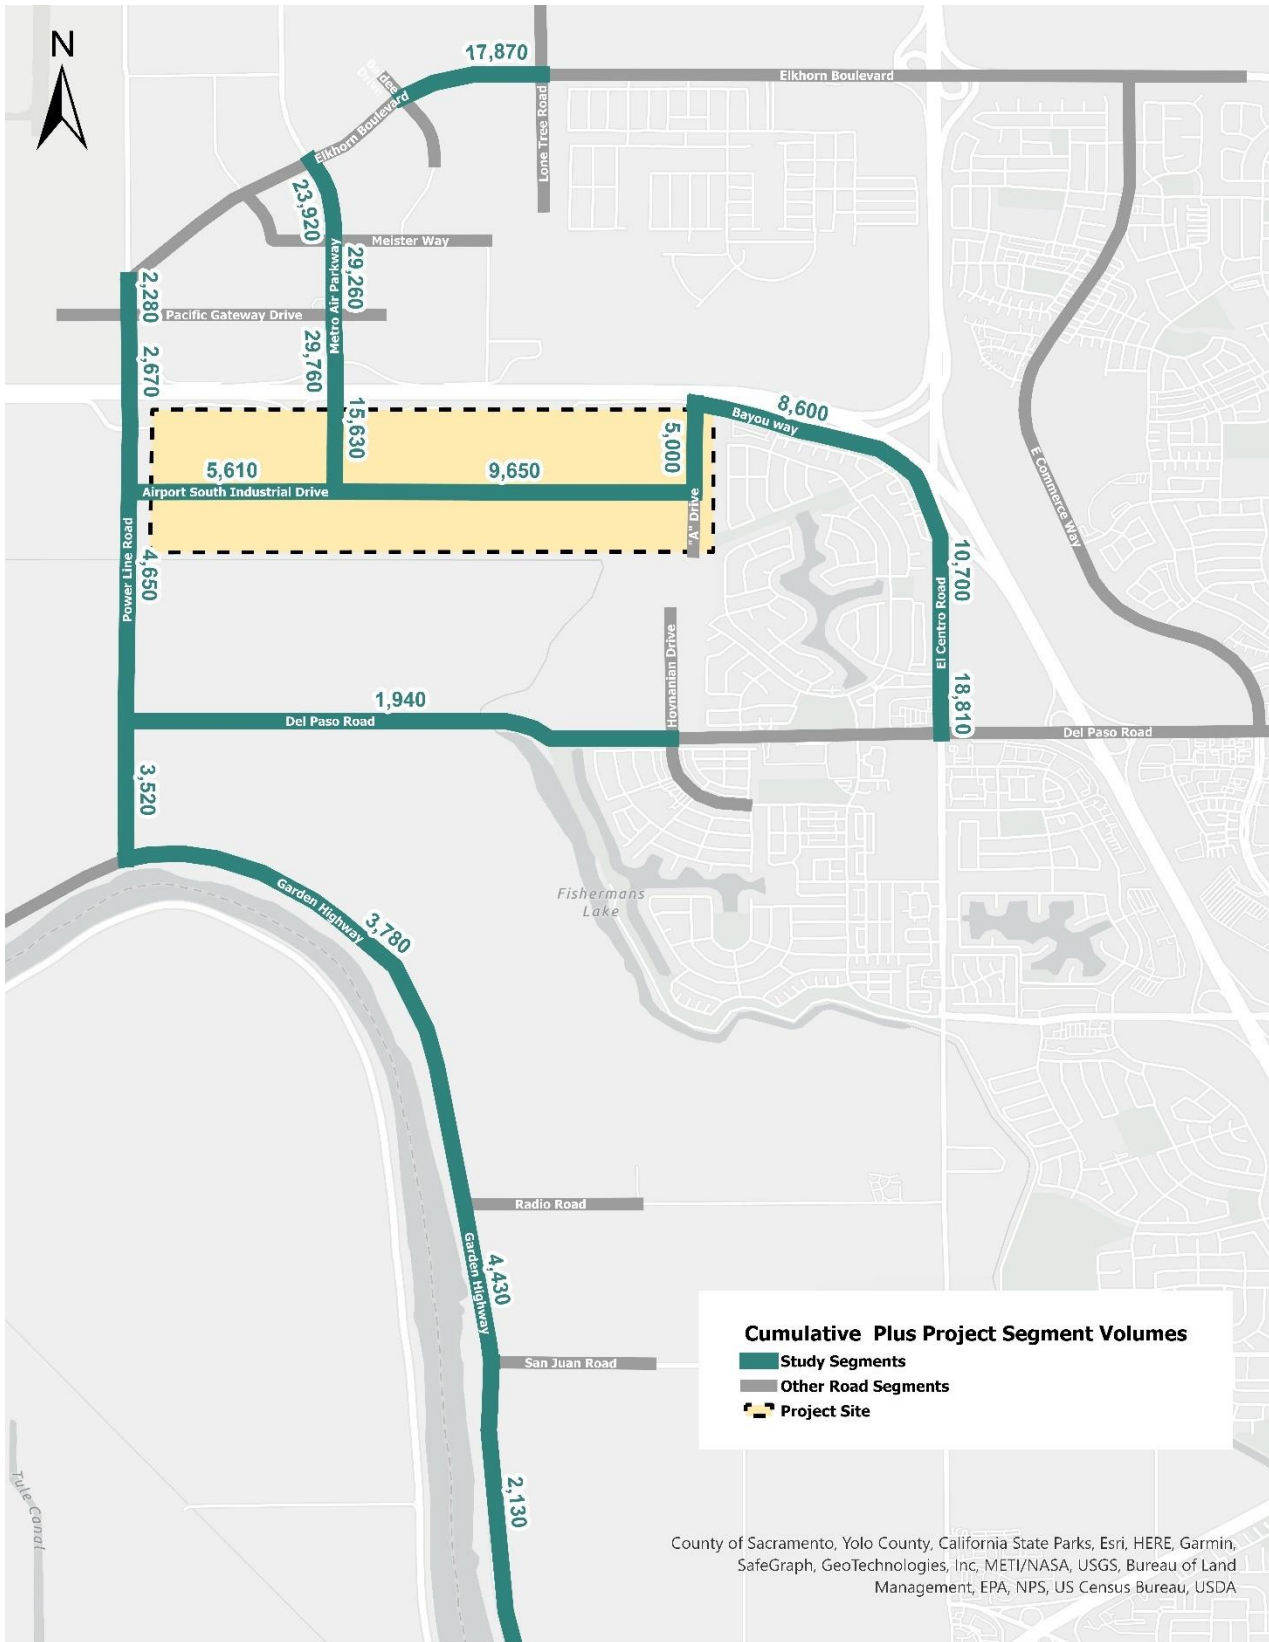 N
17,870
Elkhorn Boulevard
Badee
Drive
Elkhorn Boulevard
Lone Tree Road
23,920
Meister Way
Metro Air Parkway
29,260
2,280
Pacific Gateway Drive
29,760
2,670
15,630
8,600
Bayou way
5,000
5,610
9,650
Airport South Industrial Drive
"A" Drive
E Commerce Way
Power Line Road
4,650
10,700
El Centro Road
Hovnanian Drive
18,810
1,940
Del Paso Road
Del Paso Road
3,520
Garden Highway
3,780
Fishermans
Lake
Radio Road
Garden Highway
4,430
San Juan Road
2,130
Tule Canal
Cumulative Plus Project Segment Volumes
Study Segments
Other Road Segments
Project Site
County of Sacramento, Yolo County, California State Parks, Esri, HERE, Garmin,
SafeGraph, GeoTechnologies, Inc, METI/NASA, USGS, Bureau of Land
Management, EPA, NPS, US Census Bureau, USDA